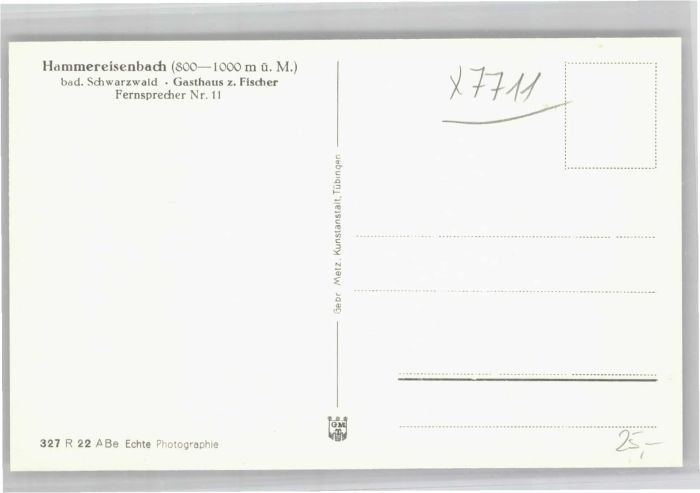 Hammereisenbach (800—1000 m ü. M.)
bad. Schwarzwald · Gasthaus z. Fischer
Fernsprecher Nr. 11
X7711
Gebr. Metz, Kunstanstalt, Tübingen
GM
327 R 22 ABe Echte Photographie
25,–